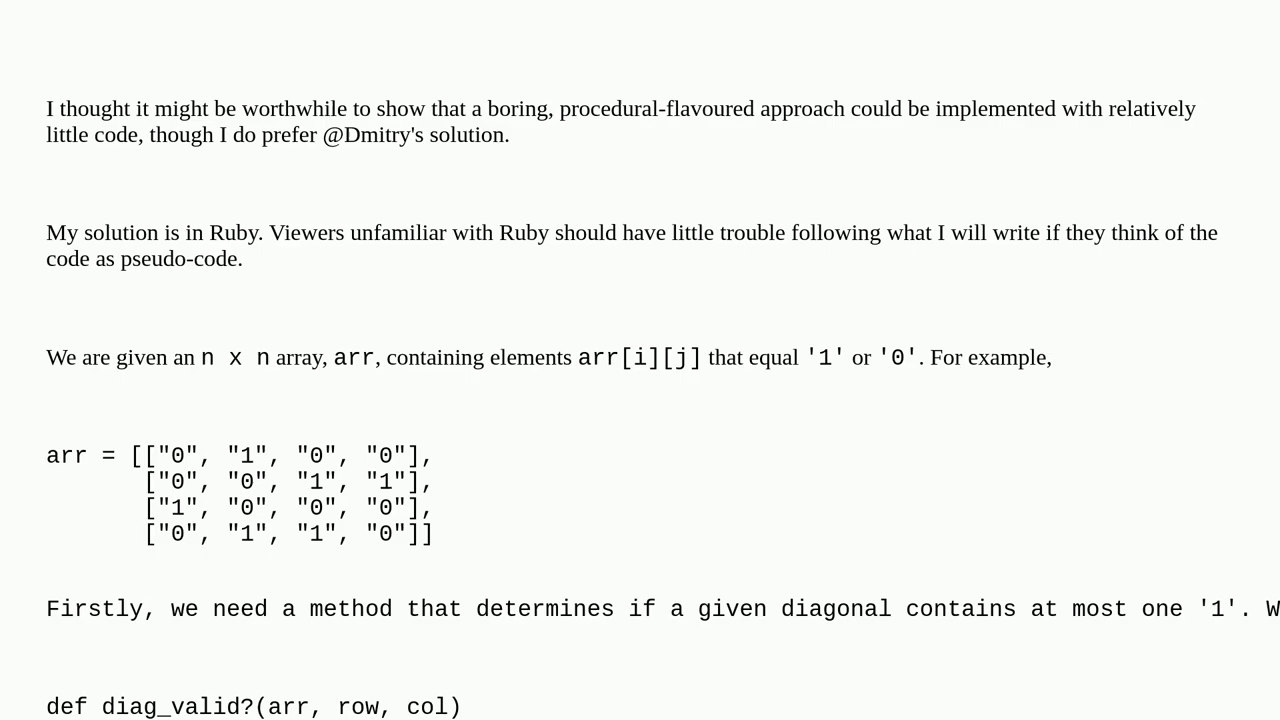 I thought it might be worthwhile to show that a boring, procedural-flavoured approach could be implemented with relatively
little code, though I do prefer @Dmitry's solution.
My solution is in Ruby. Viewers unfamiliar with Ruby should have little trouble following what I will write if they think of the
code as pseudo-code.
We are given an n x n array, arr, containing elements arr[i][j] that equal '1' or '0'. For example,
arr = [["0", "1", "0", "0"],
       ["0", "0", "1", "1"],
       ["1", "0", "0", "0"],
       ["0", "1", "1", "0"]]
Firstly, we need a method that determines if a given diagonal contains at most one '1'.
def diag_valid?(arr, row, col)